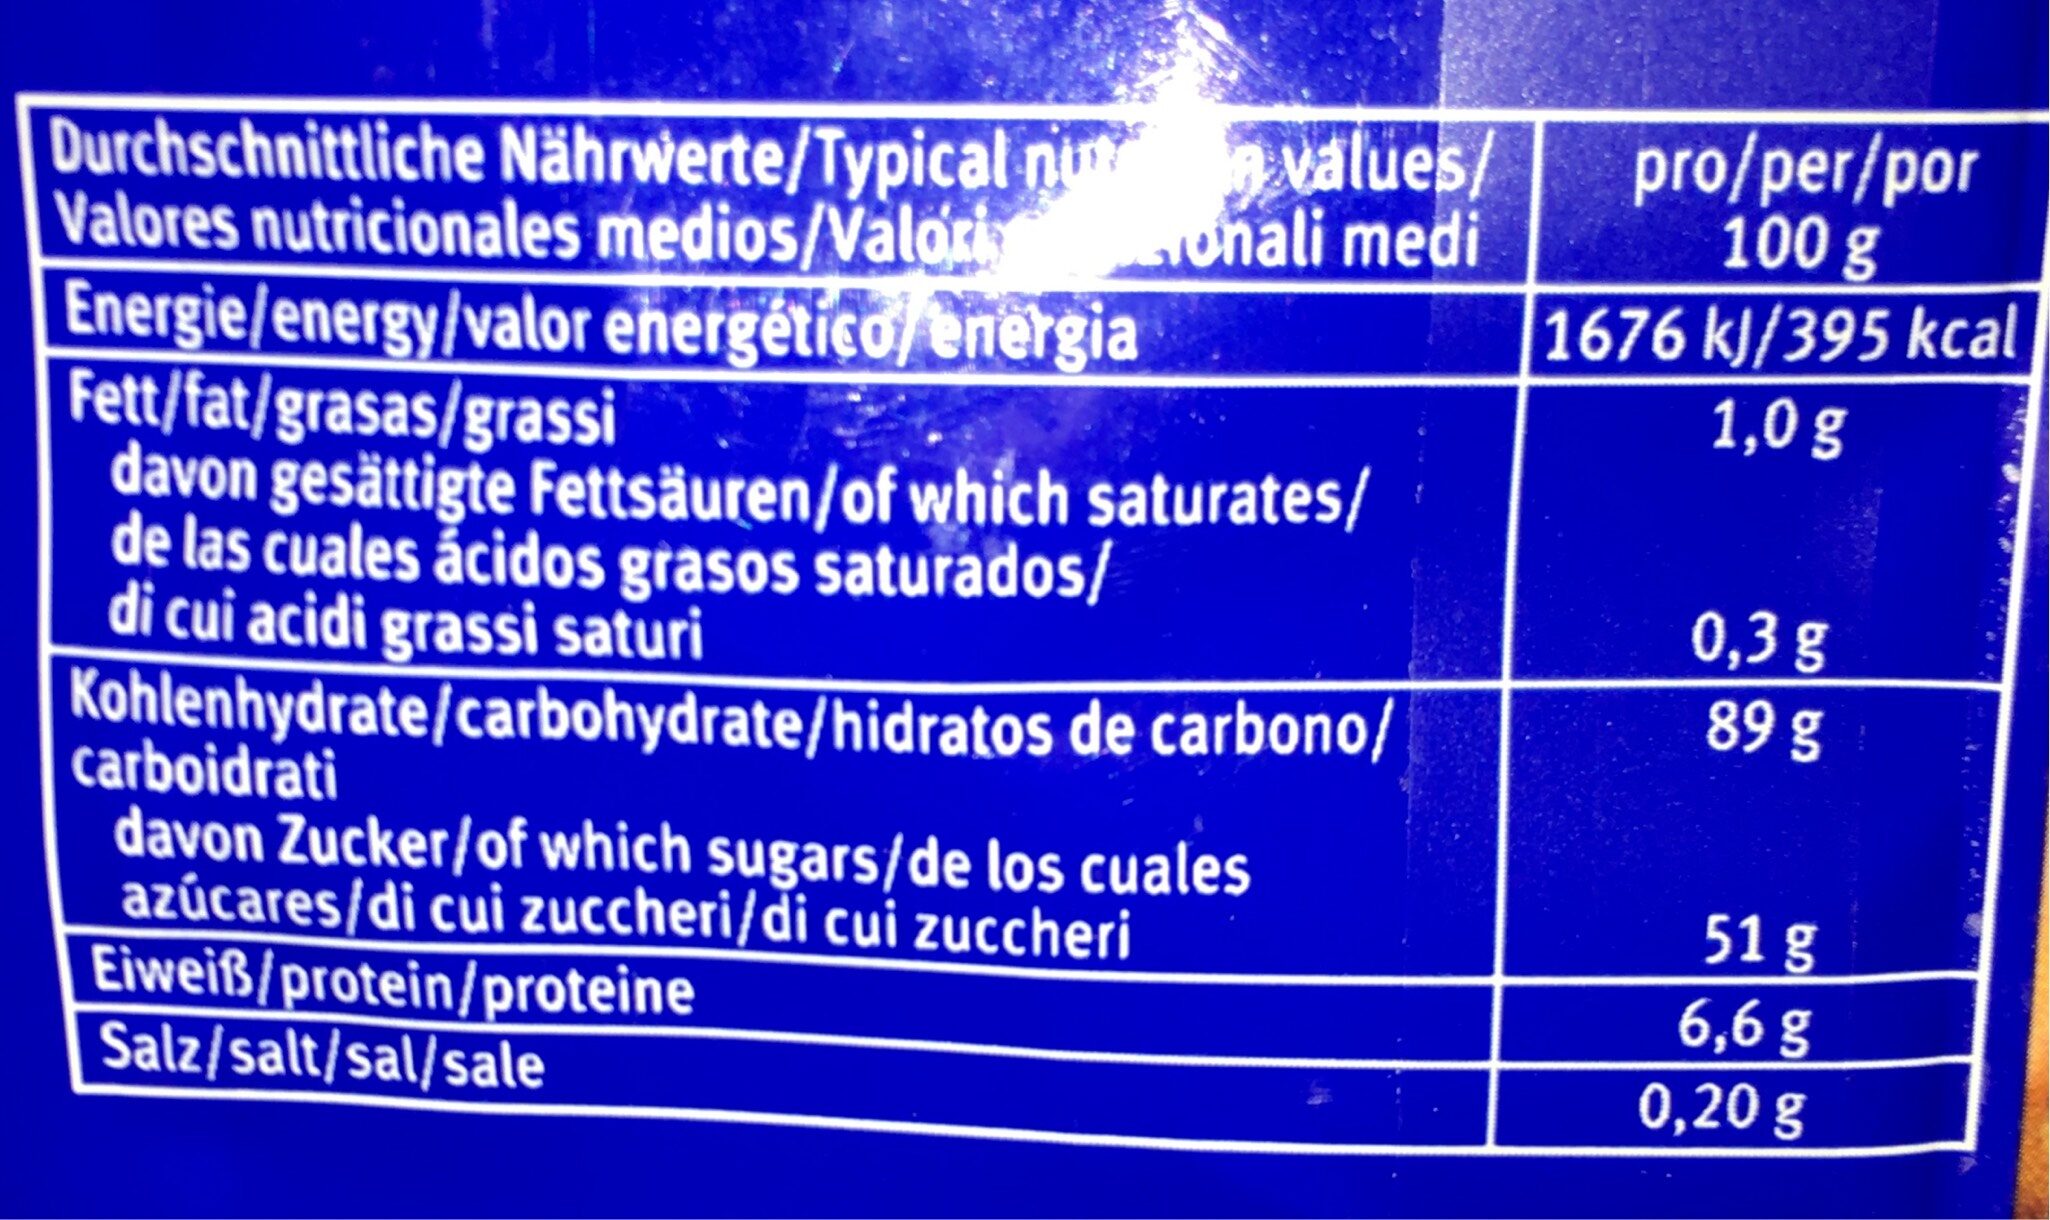 Durchschnittliche Nährwerte/Typical values/
Valores nutricionales medios/ medi
pro/per/por
100 g
Energie/energy/valor energético/energia
1676 kJ/395 kcal
Fett/fat/grasas/grassi
1,0 g
davon gesättigte Fettsäuren/of which saturates/
de las cuales ácidos grasos saturados/
di cui acidi grassi saturi
0,3 g
Kohlenhydrate/carbohydrate/hidratos de carbono/
89 g
carboidrati
davon Zucker/of which sugars/de los cuales
azúcares/di cui zuccheri/di cui zuccheri
51 g
Eiweiß/protein/proteine
6,6 g
Salz/salt/sal/sale
0,20 g